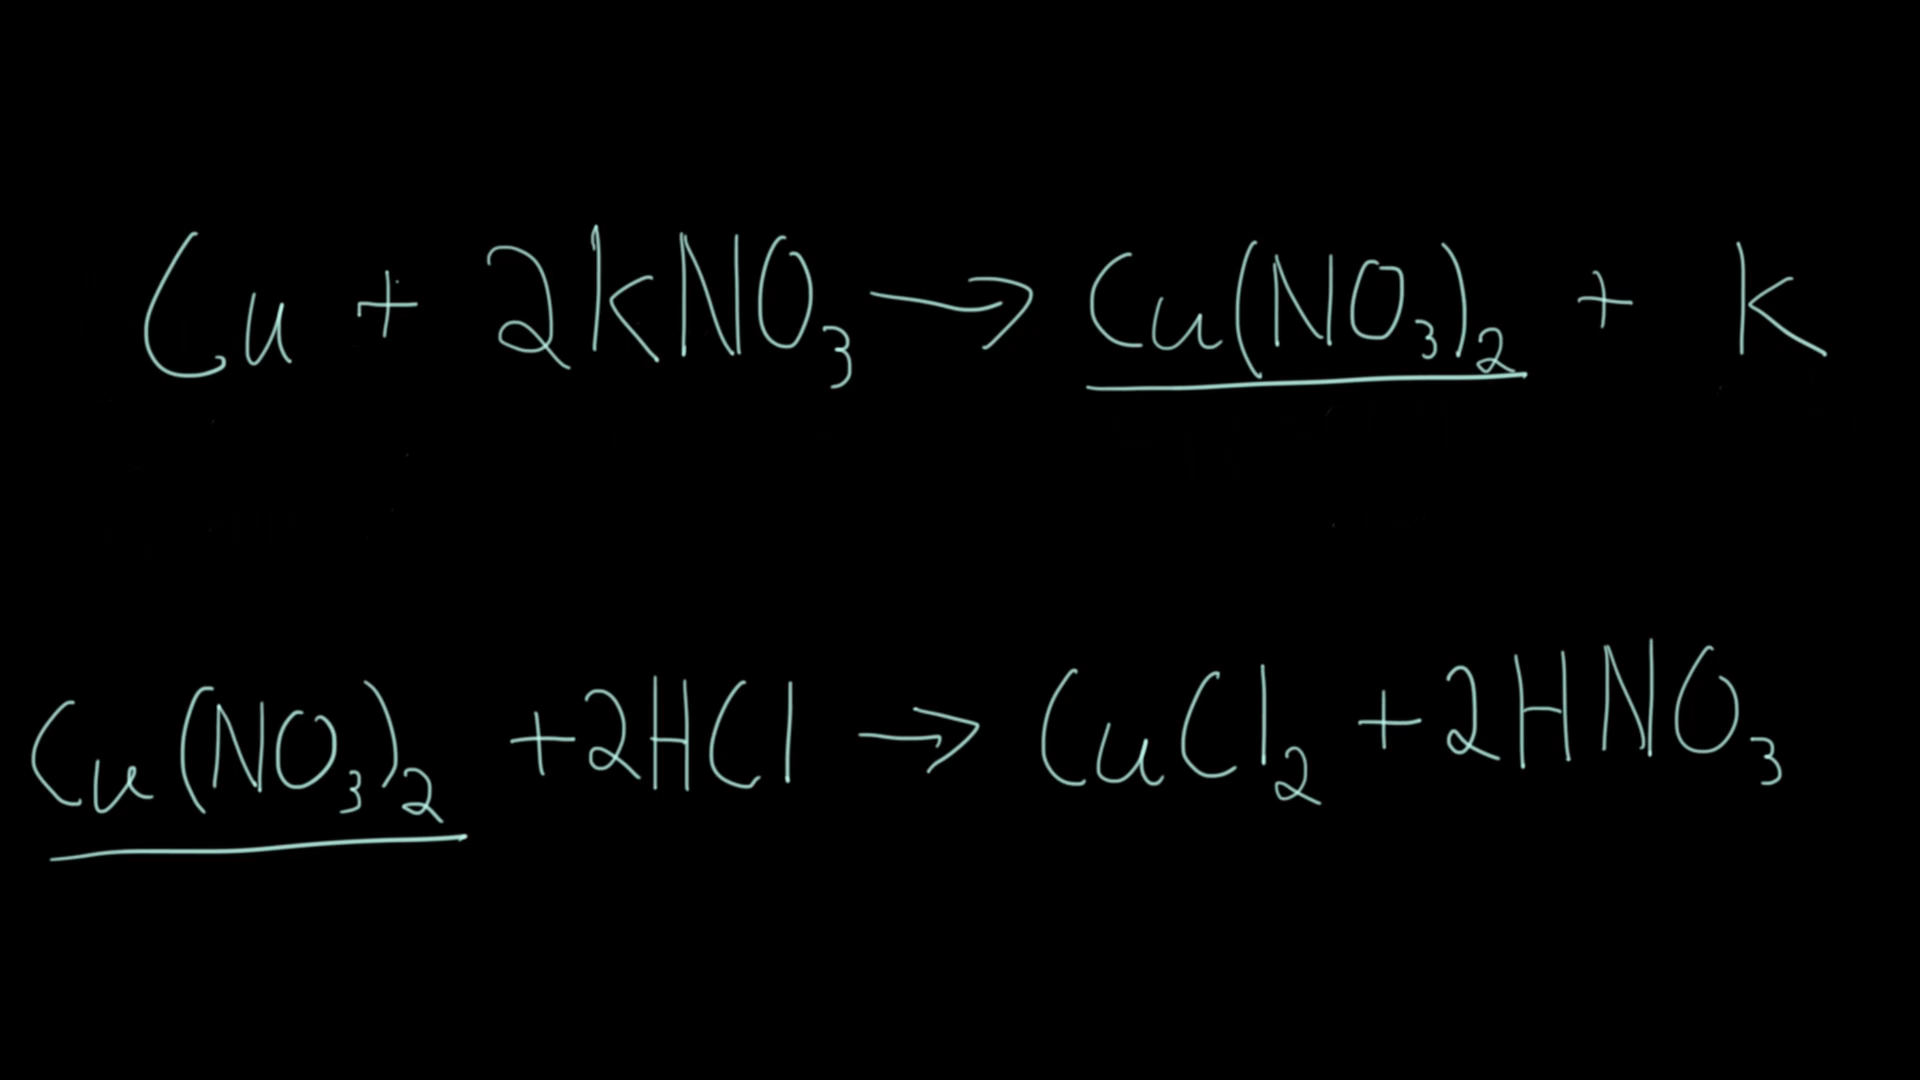 Cu + 2KNO₃ → Cu(NO₃)₂ + K
Cu(NO₃)₂ + 2HCl → CuCl₂ + 2HNO₃